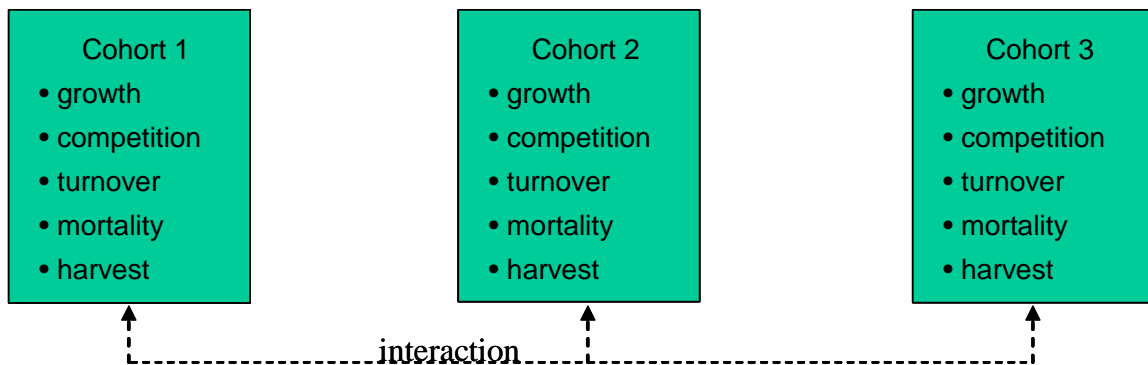 Cohort 1
• growth
• competition
• turnover
• mortality
• harvest
Cohort 2
• growth
• competition
• turnover
• mortality
• harvest
Cohort 3
• growth
• competition
• turnover
• mortality
• harvest
interaction